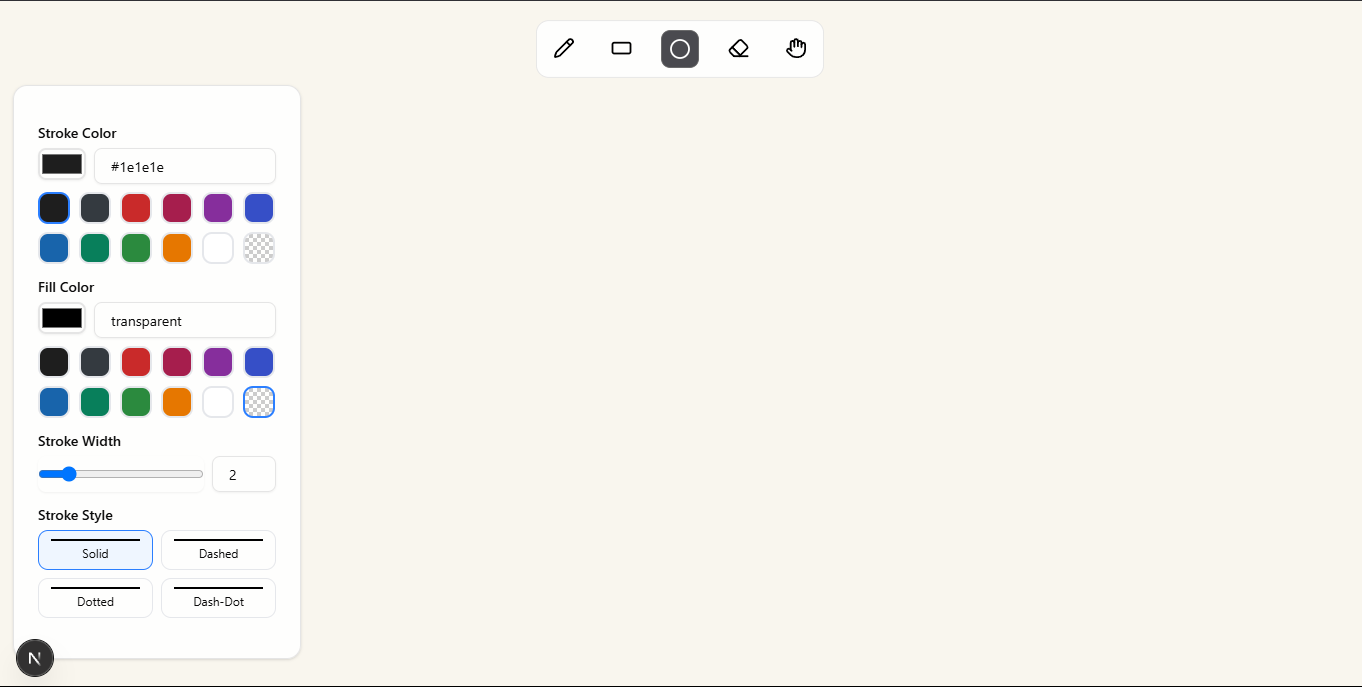 Stroke Color
#1e1e1e
Fill Color
transparent
Stroke Width
2
Stroke Style
Solid
Dashed
Dotted
Dash-Dot
N